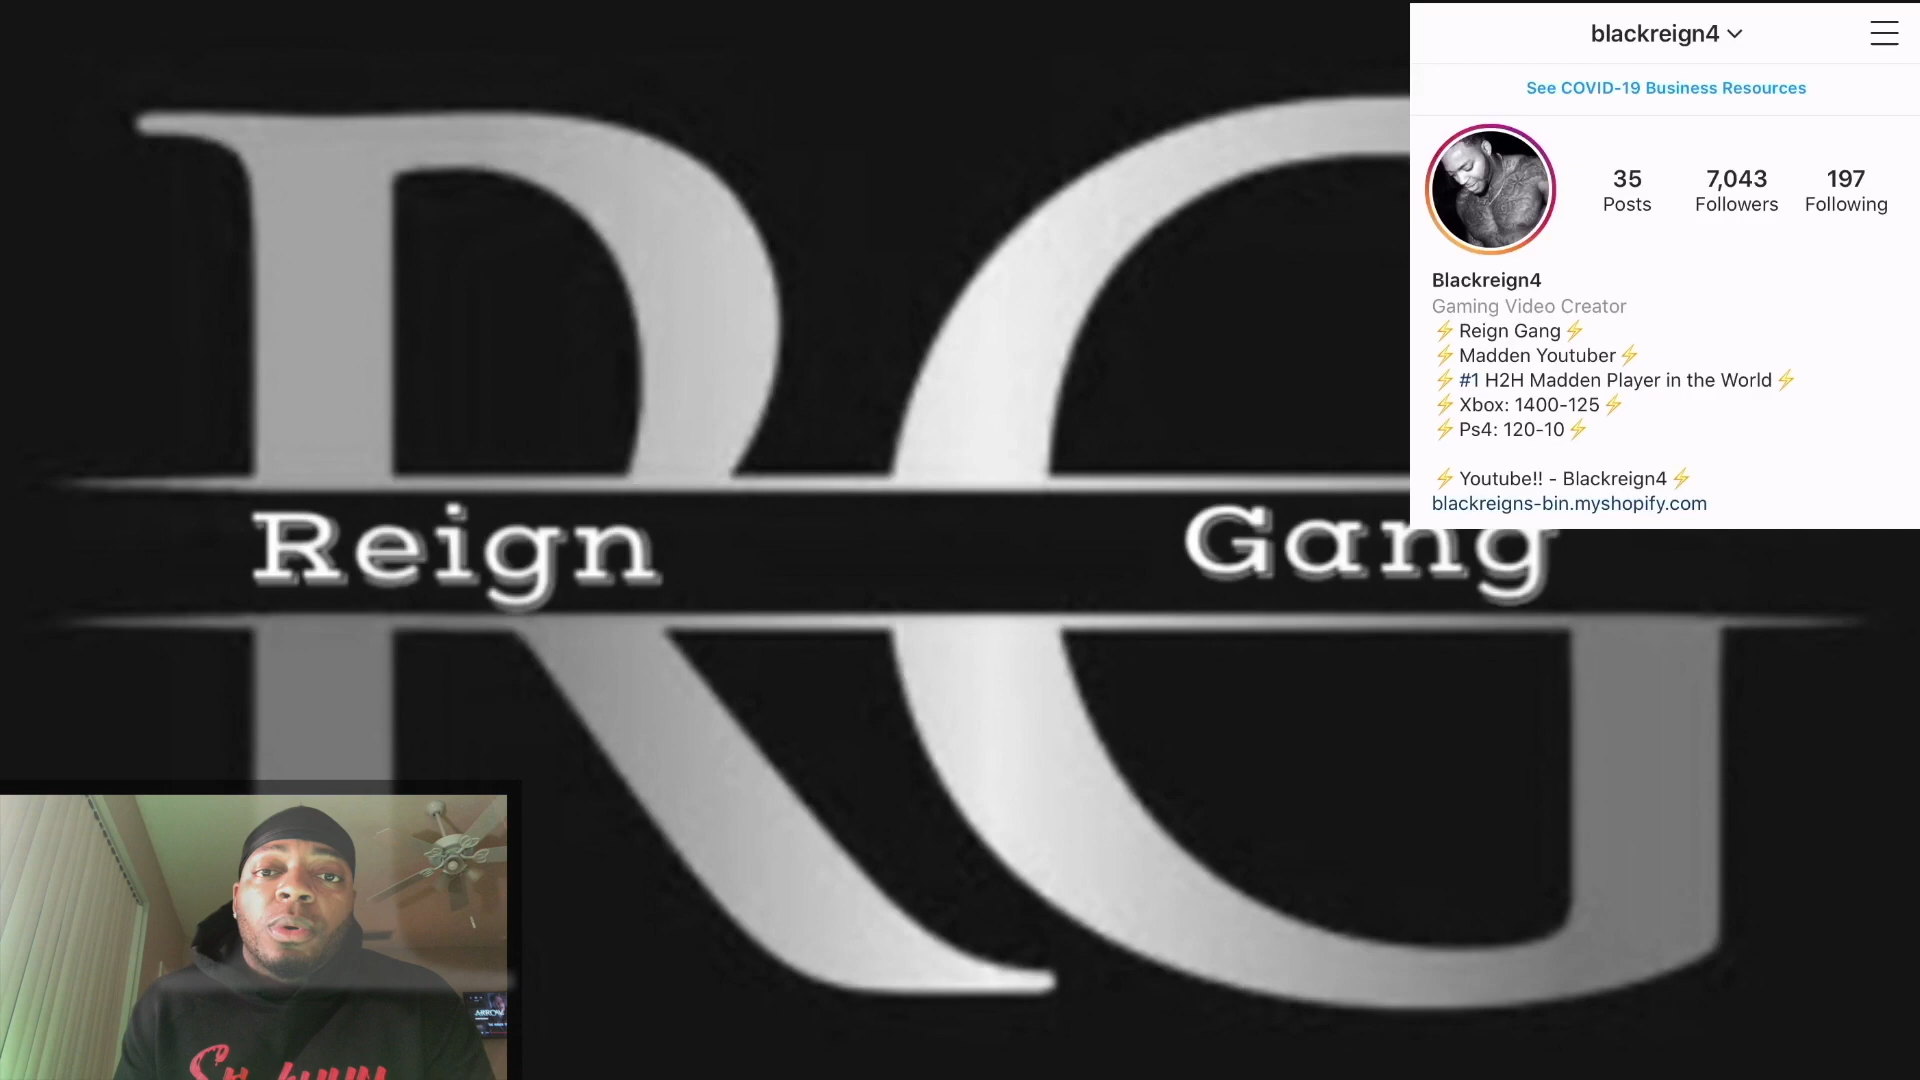 blackreign4
See COVID-19 Business Resources
35 7,043 197
Posts Followers Following
Blackreign4
Gaming Video Creator
⚡Reign Gang⚡
⚡Madden Youtuber⚡
⚡#1 H2H Madden Player in the World⚡
⚡Xbox: 1400-125⚡
⚡Ps4: 120-10⚡
⚡Youtube!! - Blackreign4⚡
blackreigns-bin.myshopify.com
RG
Reign Gang
ARROW